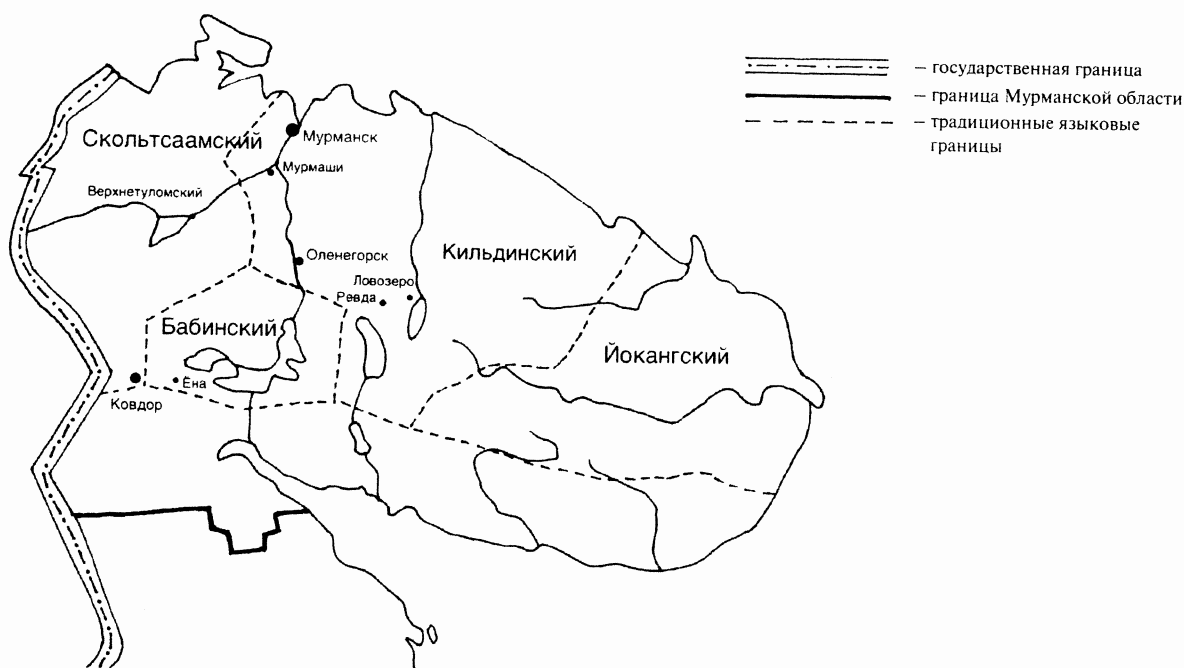 – государственная граница
– граница Мурманской области
– традиционные языковые
границы
Скольтсаамский
Мурманск
Мурмаши
Верхнетуломский
Оленегорск
Кильдинский
Ловозеро
Ревда
Бабинский
Йокангский
Ёна
Ковдор